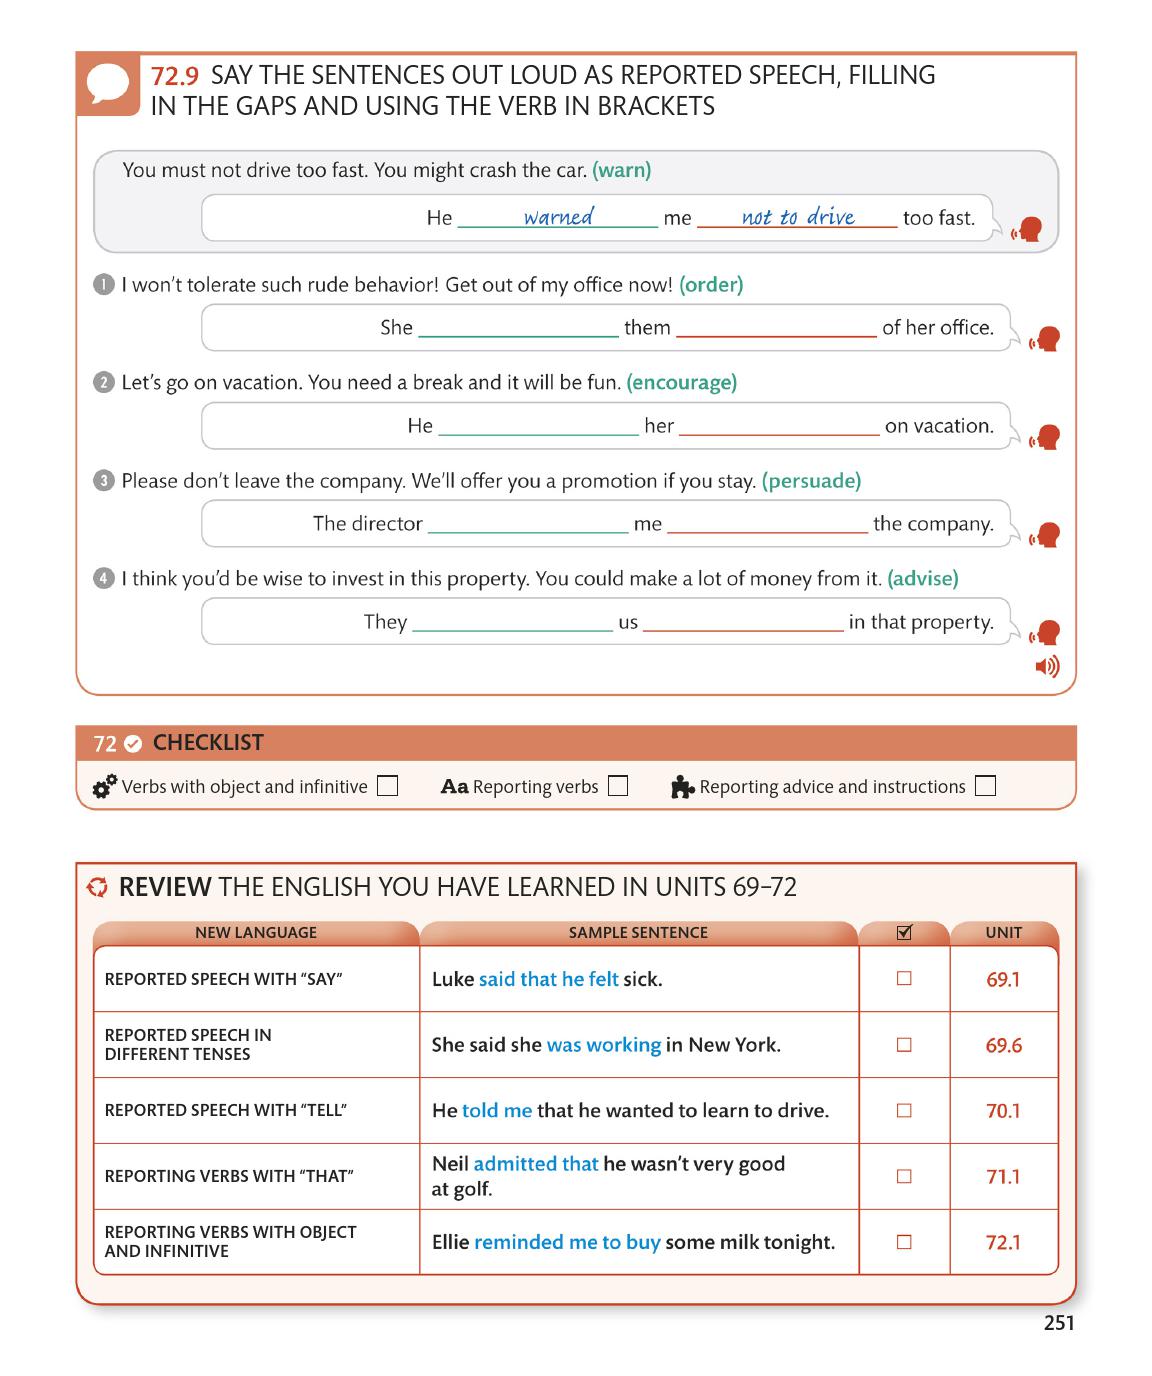 72.9 SAY THE SENTENCES OUT LOUD AS REPORTED SPEECH, FILLING
IN THE GAPS AND USING THE VERB IN BRACKETS
You must not drive too fast. You might crash the car. (warn)
He warned me not to drive too fast.
1 I won’t tolerate such rude behavior! Get out of my office now! (order)
She ____________ them ____________ of her office.
2 Let’s go on vacation. You need a break and it will be fun. (encourage)
He ____________ her ____________ on vacation.
3 Please don’t leave the company. We’ll offer you a promotion if you stay. (persuade)
The director ____________ me ____________ the company.
4 I think you’d be wise to invest in this property. You could make a lot of money from it. (advise)
They ____________ us ____________ in that property.
72 CHECKLIST
Verbs with object and infinitive Aa Reporting verbs Reporting advice and instructions
REVIEW THE ENGLISH YOU HAVE LEARNED IN UNITS 69–72
NEW LANGUAGE SAMPLE SENTENCE UNIT
REPORTED SPEECH WITH “SAY” Luke said that he felt sick. 69.1
REPORTED SPEECH IN
DIFFERENT TENSES
She said she was working in New York. 69.6
REPORTED SPEECH WITH “TELL” He told me that he wanted to learn to drive. 70.1
REPORTING VERBS WITH “THAT”
Neil admitted that he wasn’t very good
at golf.
71.1
REPORTING VERBS WITH OBJECT
AND INFINITIVE
Ellie reminded me to buy some milk tonight. 72.1
251